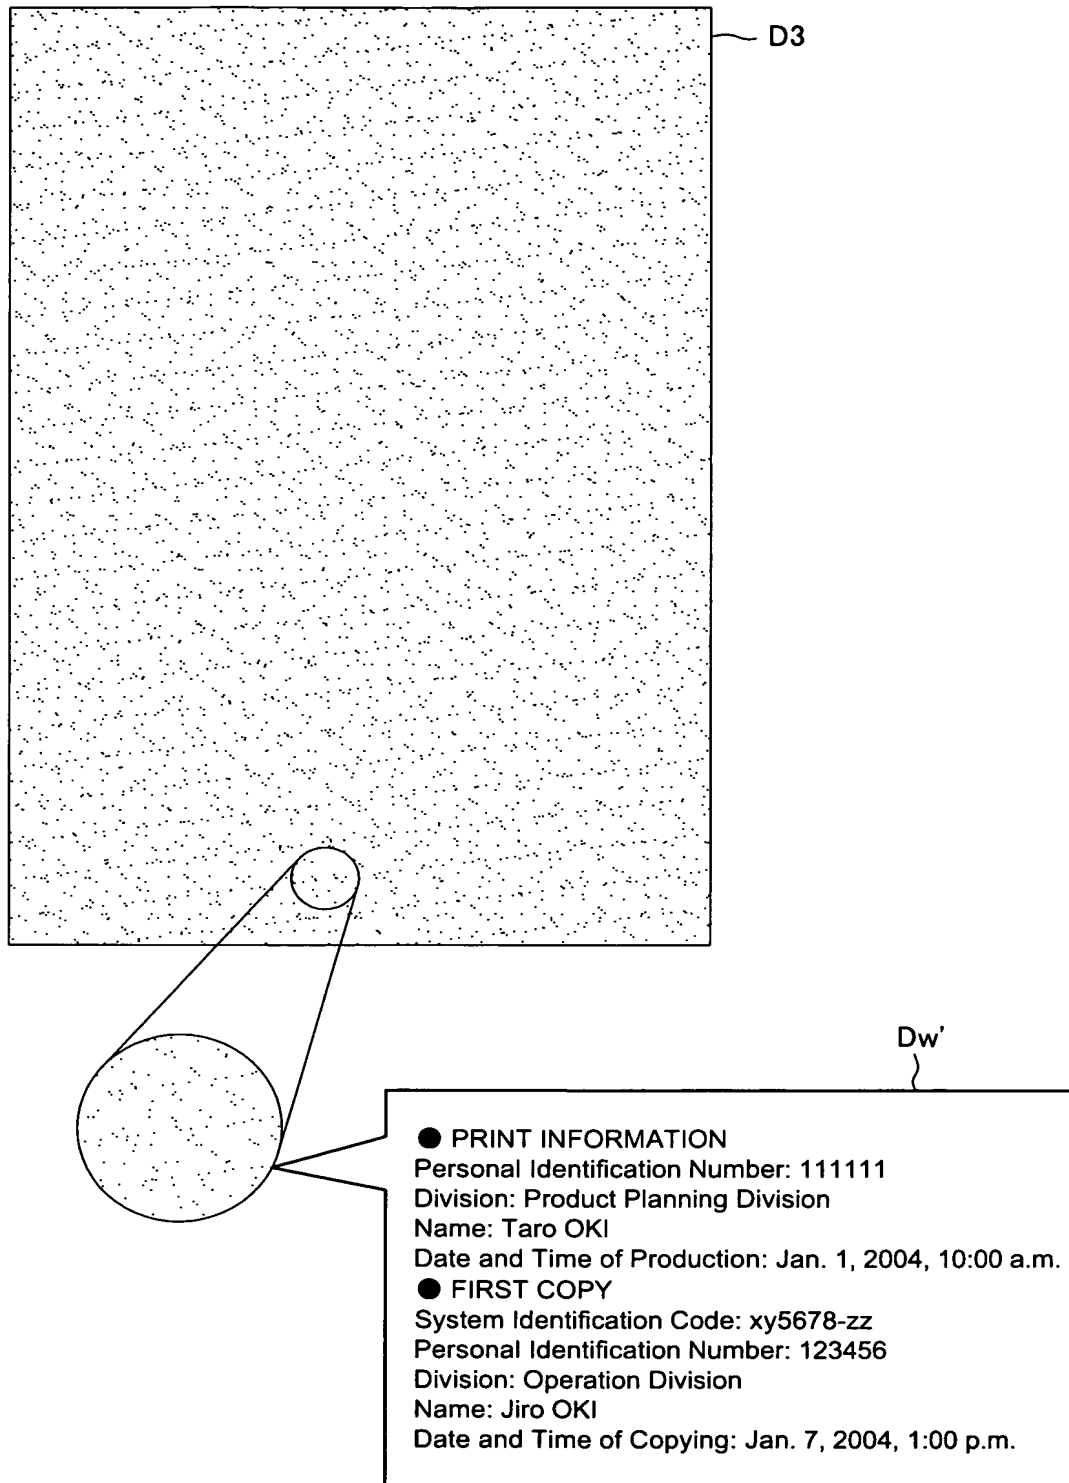 D3
Dw'
● PRINT INFORMATION
Personal Identification Number: 111111
Division: Product Planning Division
Name: Taro OKI
Date and Time of Production: Jan. 1, 2004, 10:00 a.m.
● FIRST COPY
System Identification Code: xy5678-zz
Personal Identification Number: 123456
Division: Operation Division
Name: Jiro OKI
Date and Time of Copying: Jan. 7, 2004, 1:00 p.m.